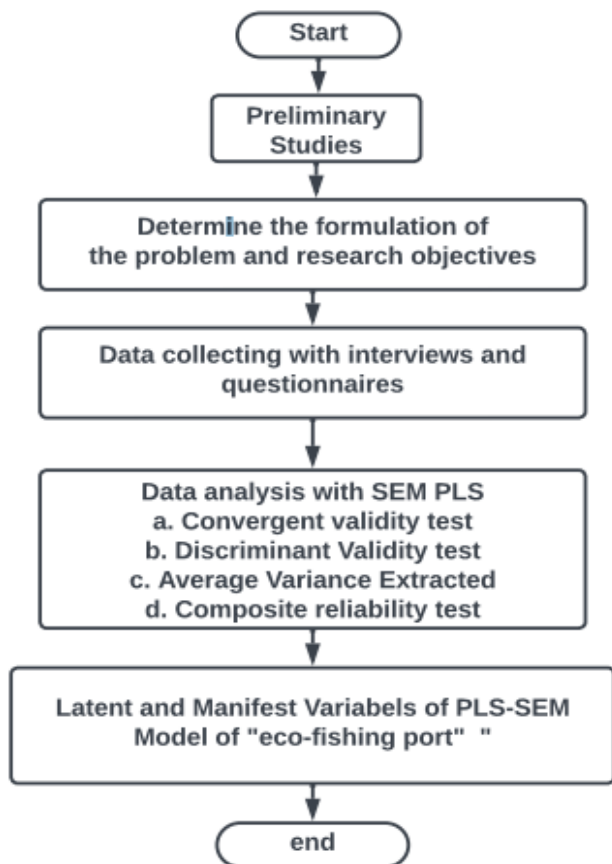 Start
Preliminary
Studies
Determine the formulation of
the problem and research objectives
Data collecting with interviews and
questionnaires
Data analysis with SEM PLS
a. Convergent validity test
b. Discriminant Validity test
c. Average Variance Extracted
d. Composite reliability test
Latent and Manifest Variabels of PLS-SEM
Model of "eco-fishing port" "
end